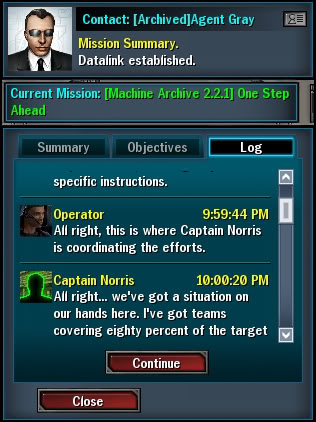 Contact: [Archived]Agent Gray
Mission Summary.
Datalink established.
Current Mission: [Machine Archive 2.2.1] One Step
Ahead
Summary
Objectives
Log
specific instructions.
Operator 9:59:44 PM
All right, this is where Captain Norris
is coordinating the efforts.
Captain Norris 10:00:20 PM
All right... we've got a situation on
our hands here. I've got teams
covering eighty percent of the target
Continue
Close